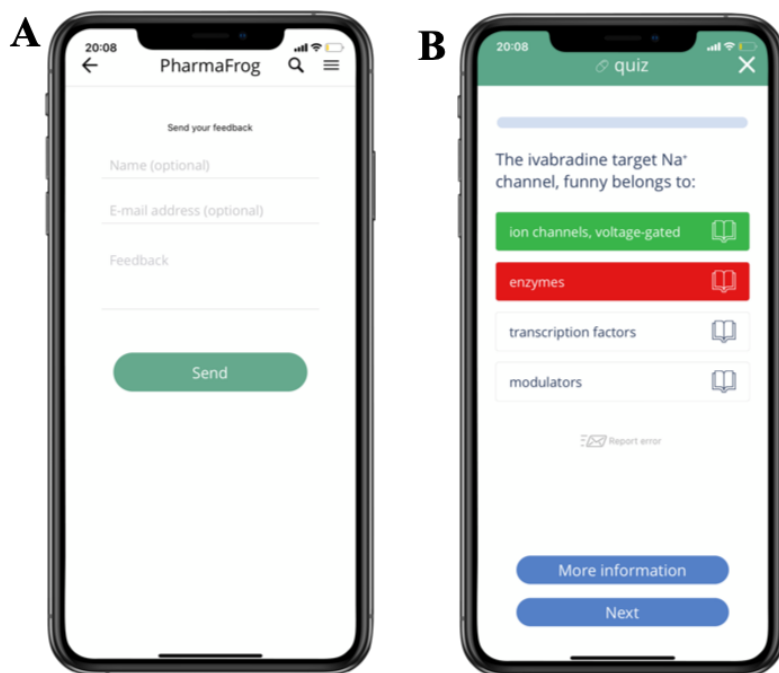 A
20:08
PharmaFrog
Send your feedback
Name (optional)
E-mail address (optional)
Feedback
Send
B
20:08
quiz
The ivabradine target Na⁺
channel, funny belongs to:
ion channels, voltage-gated
enzymes
transcription factors
modulators
Report error
More information
Next